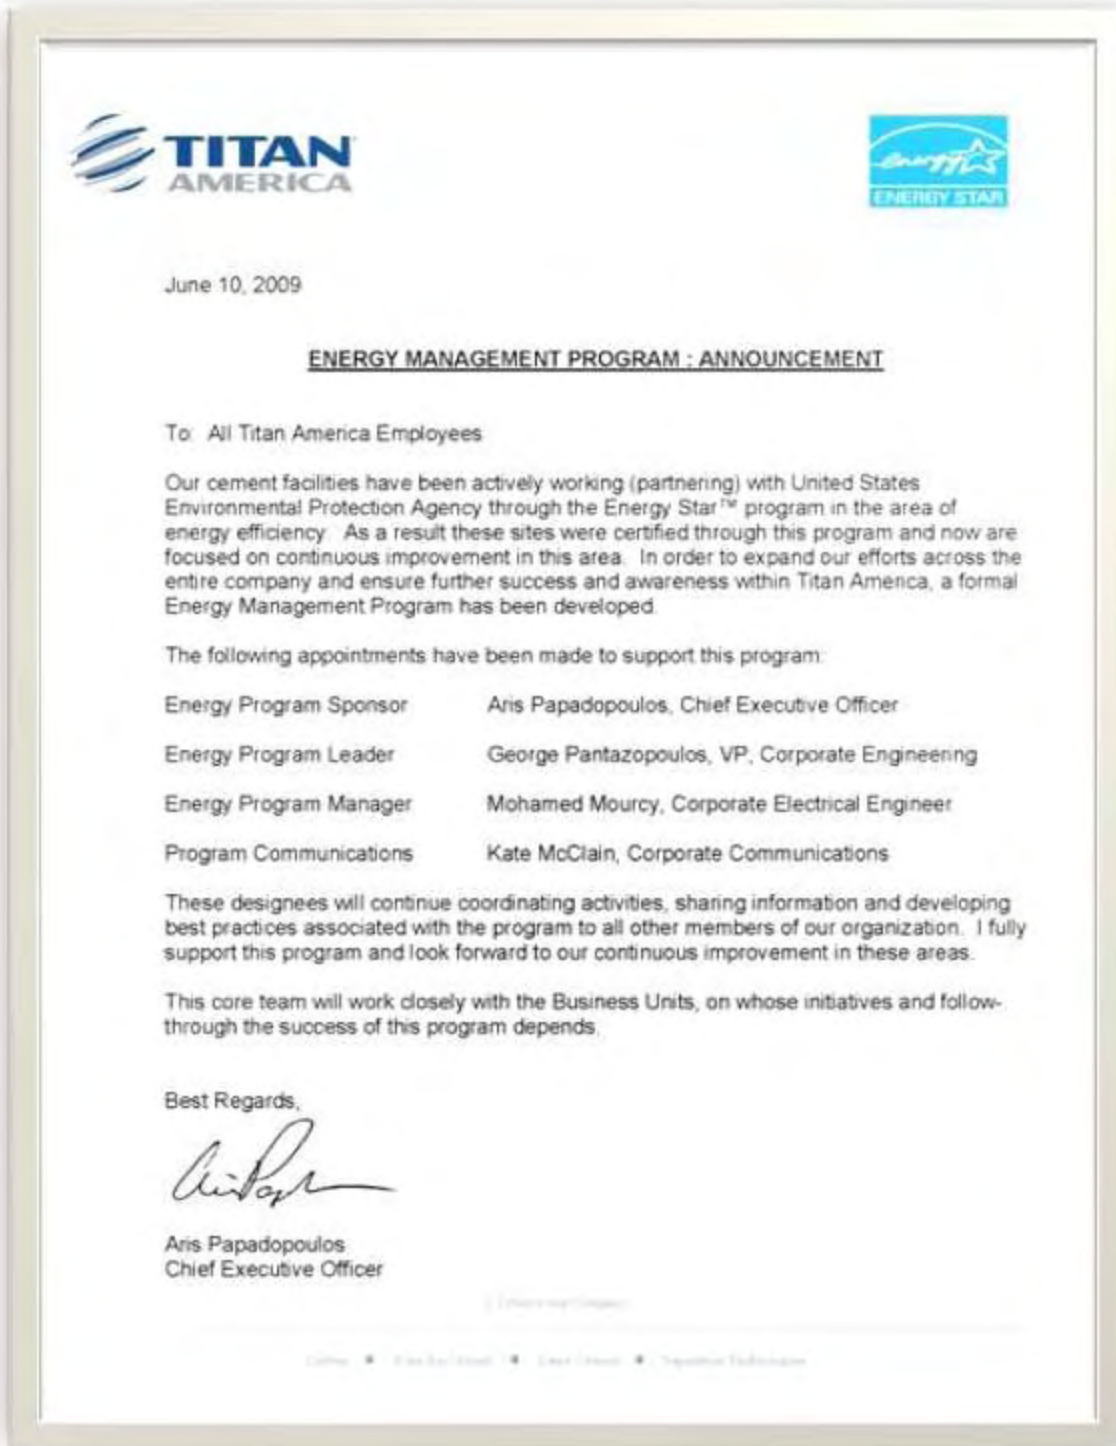 TITAN
AMERICA
energy
ENERGY STAR
June 10, 2009
ENERGY MANAGEMENT PROGRAM : ANNOUNCEMENT
To: All Titan America Employees
Our cement facilities have been actively working (partnering) with United States
Environmental Protection Agency through the Energy Star™ program in the area of
energy efficiency. As a result these sites were certified through this program and now are
focused on continuous improvement in this area. In order to expand our efforts across the
entire company and ensure further success and awareness within Titan America, a formal
Energy Management Program has been developed.
The following appointments have been made to support this program:
Energy Program Sponsor Aris Papadopoulos, Chief Executive Officer
Energy Program Leader George Pantazopoulos, VP, Corporate Engineering
Energy Program Manager Mohamed Mourcy, Corporate Electrical Engineer
Program Communications Kate McClain, Corporate Communications
These designees will continue coordinating activities, sharing information and developing
best practices associated with the program to all other members of our organization. I fully
support this program and look forward to our continuous improvement in these areas.
This core team will work closely with the Business Units, on whose initiatives and follow-
through the success of this program depends.
Best Regards,
Aris Papadopoulos
Chief Executive Officer